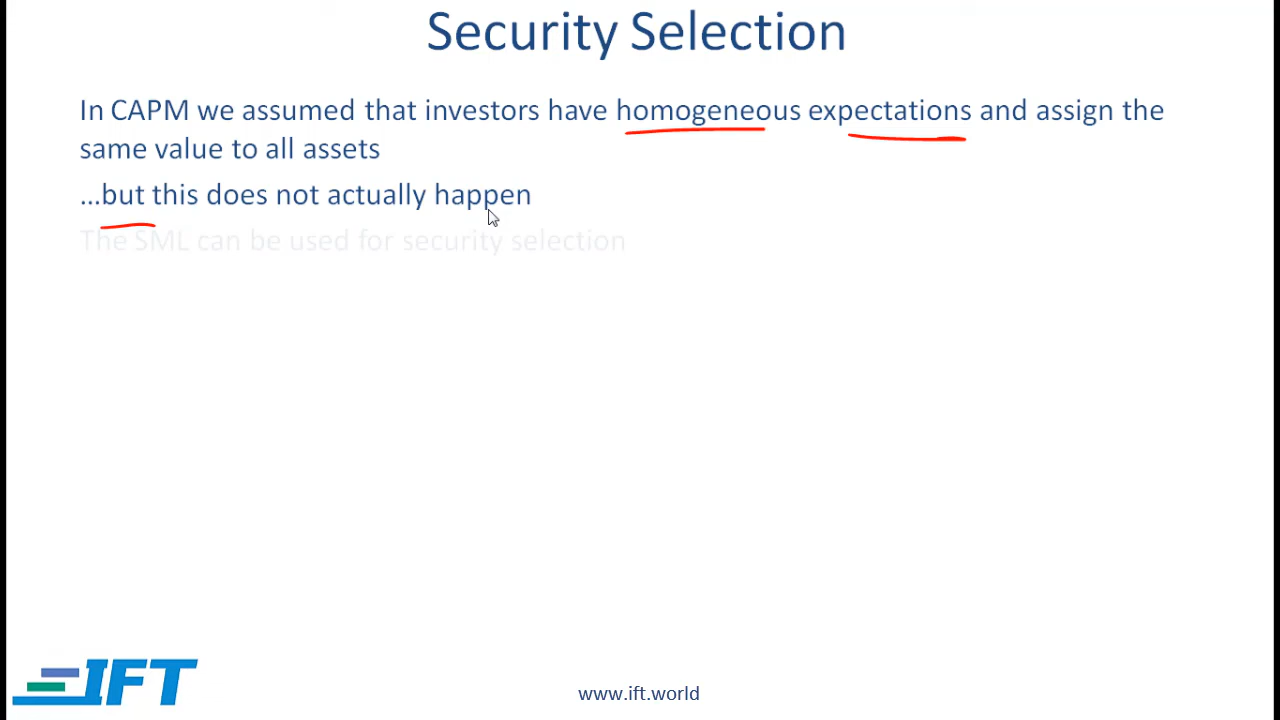 Security Selection
In CAPM we assumed that investors have homogeneous expectations and assign the
same value to all assets
...but this does not actually happen
The SML can be used for security selection
IFT
www.ift.world